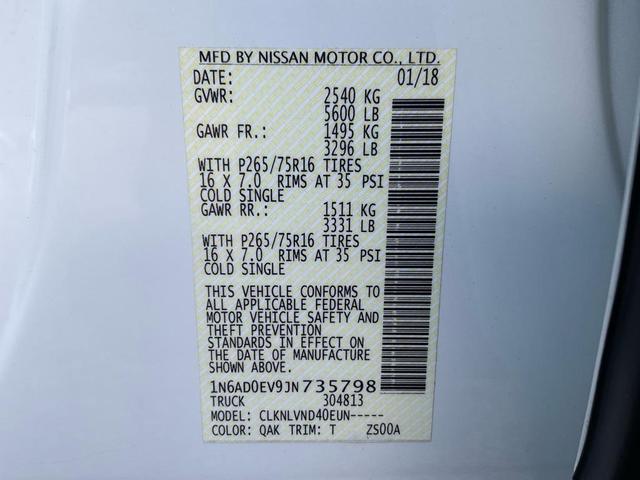 MFD BY NISSAN MOTOR CO., LTD.
DATE: 01/18
GVWR: 2540 KG
5600 LB
GAWR FR.: 1495 KG
3296 LB
WITH P265/75R16 TIRES
16 X 7.0 RIMS AT 35 PSI
COLD SINGLE
GAWR RR.: 1511 KG
3331 LB
WITH P265/75R16 TIRES
16 X 7.0 RIMS AT 35 PSI
COLD SINGLE
THIS VEHICLE CONFORMS TO
ALL APPLICABLE FEDERAL
MOTOR VEHICLE SAFETY AND
THEFT PREVENTION
STANDARDS IN EFFECT ON
THE DATE OF MANUFACTURE
SHOWN ABOVE.
1N6AD0EV9JN735798
TRUCK 304813
MODEL: CLKNLVND40EUN-----
COLOR: QAK TRIM: T ZS00A